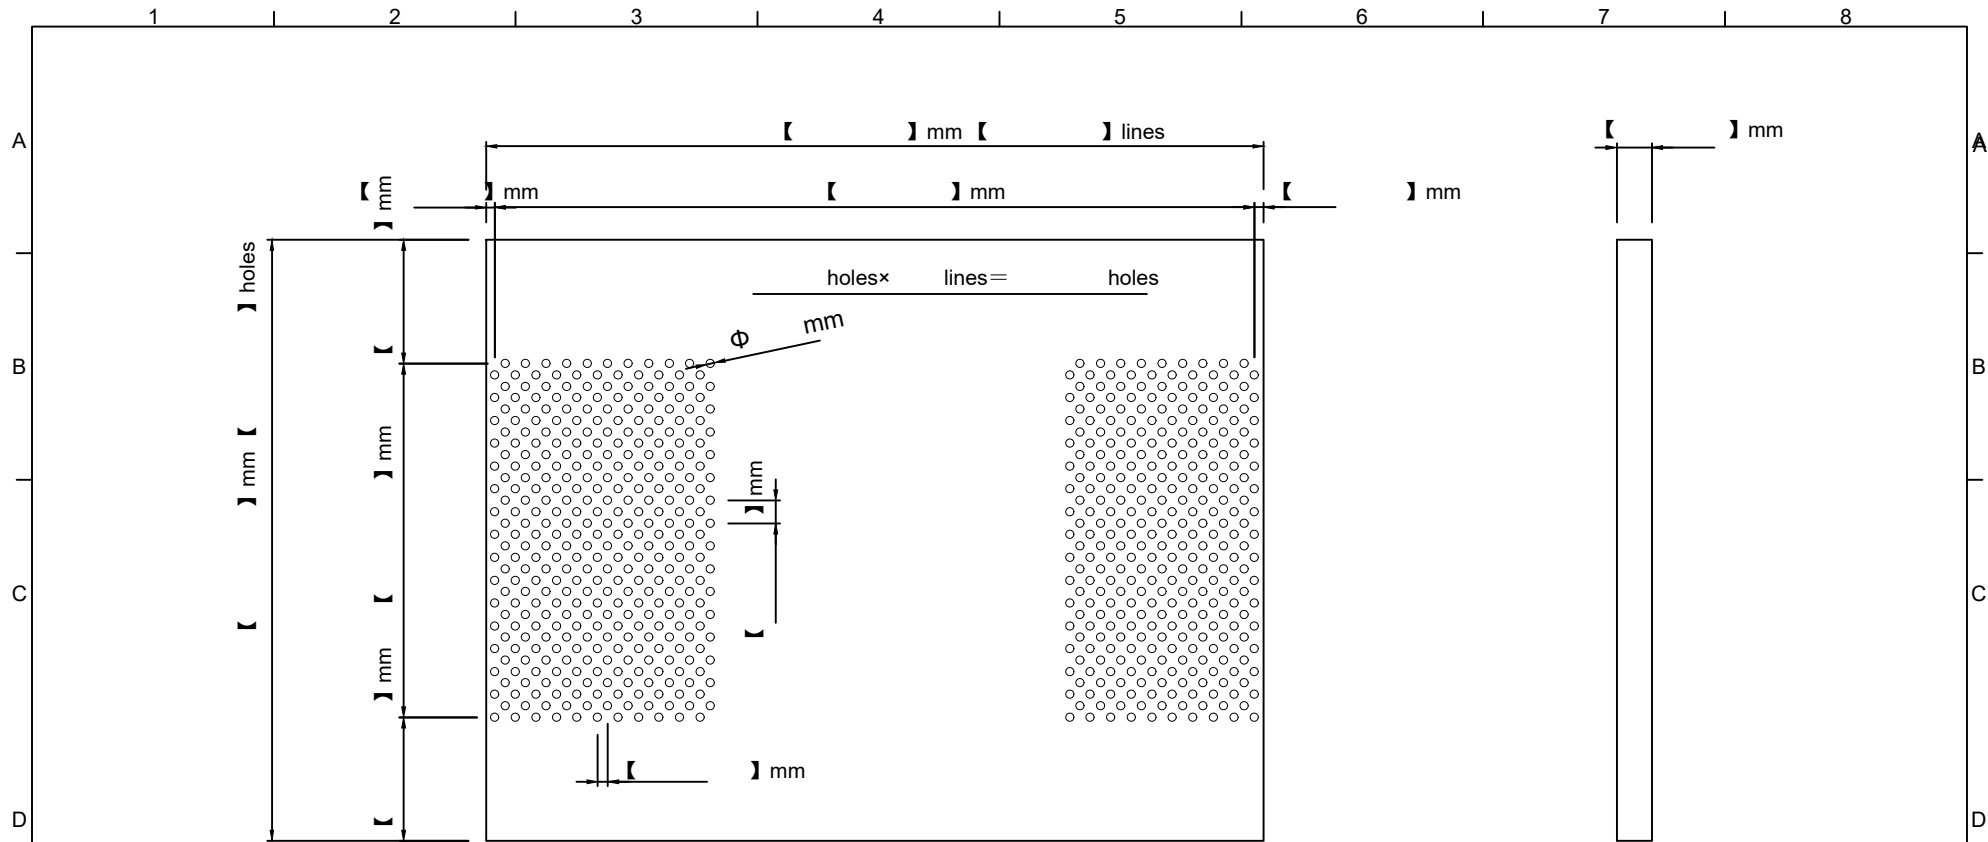 1 2 3 4 5 6 7 8
A 【 】mm【 】lines 【 】mm A
A
【 】mm 【 】mm 【 】mm
【 】mm
【 】mm【 】holes
holes× lines＝ holes
Φ mm
B B
【 】mm
【 】mm
C C
【 】mm
【 】mm
D D